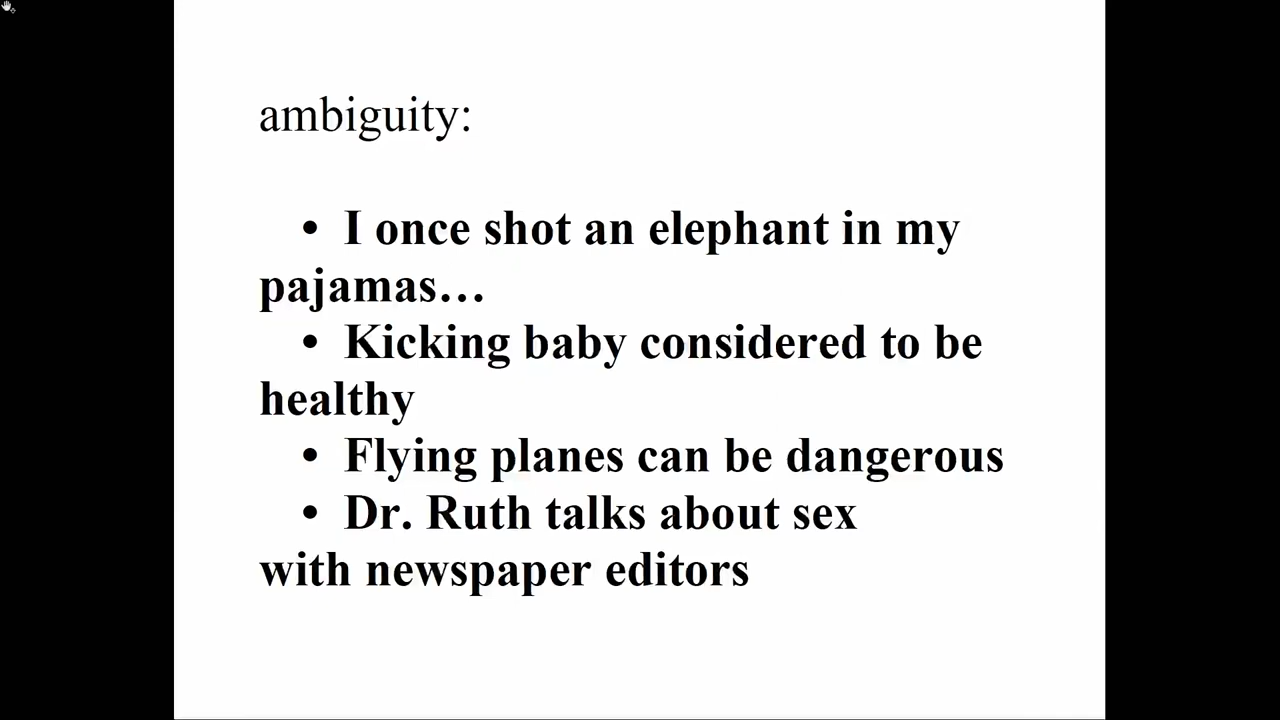 ambiguity:
• I once shot an elephant in my
pajamas…
• Kicking baby considered to be
healthy
• Flying planes can be dangerous
• Dr. Ruth talks about sex
with newspaper editors